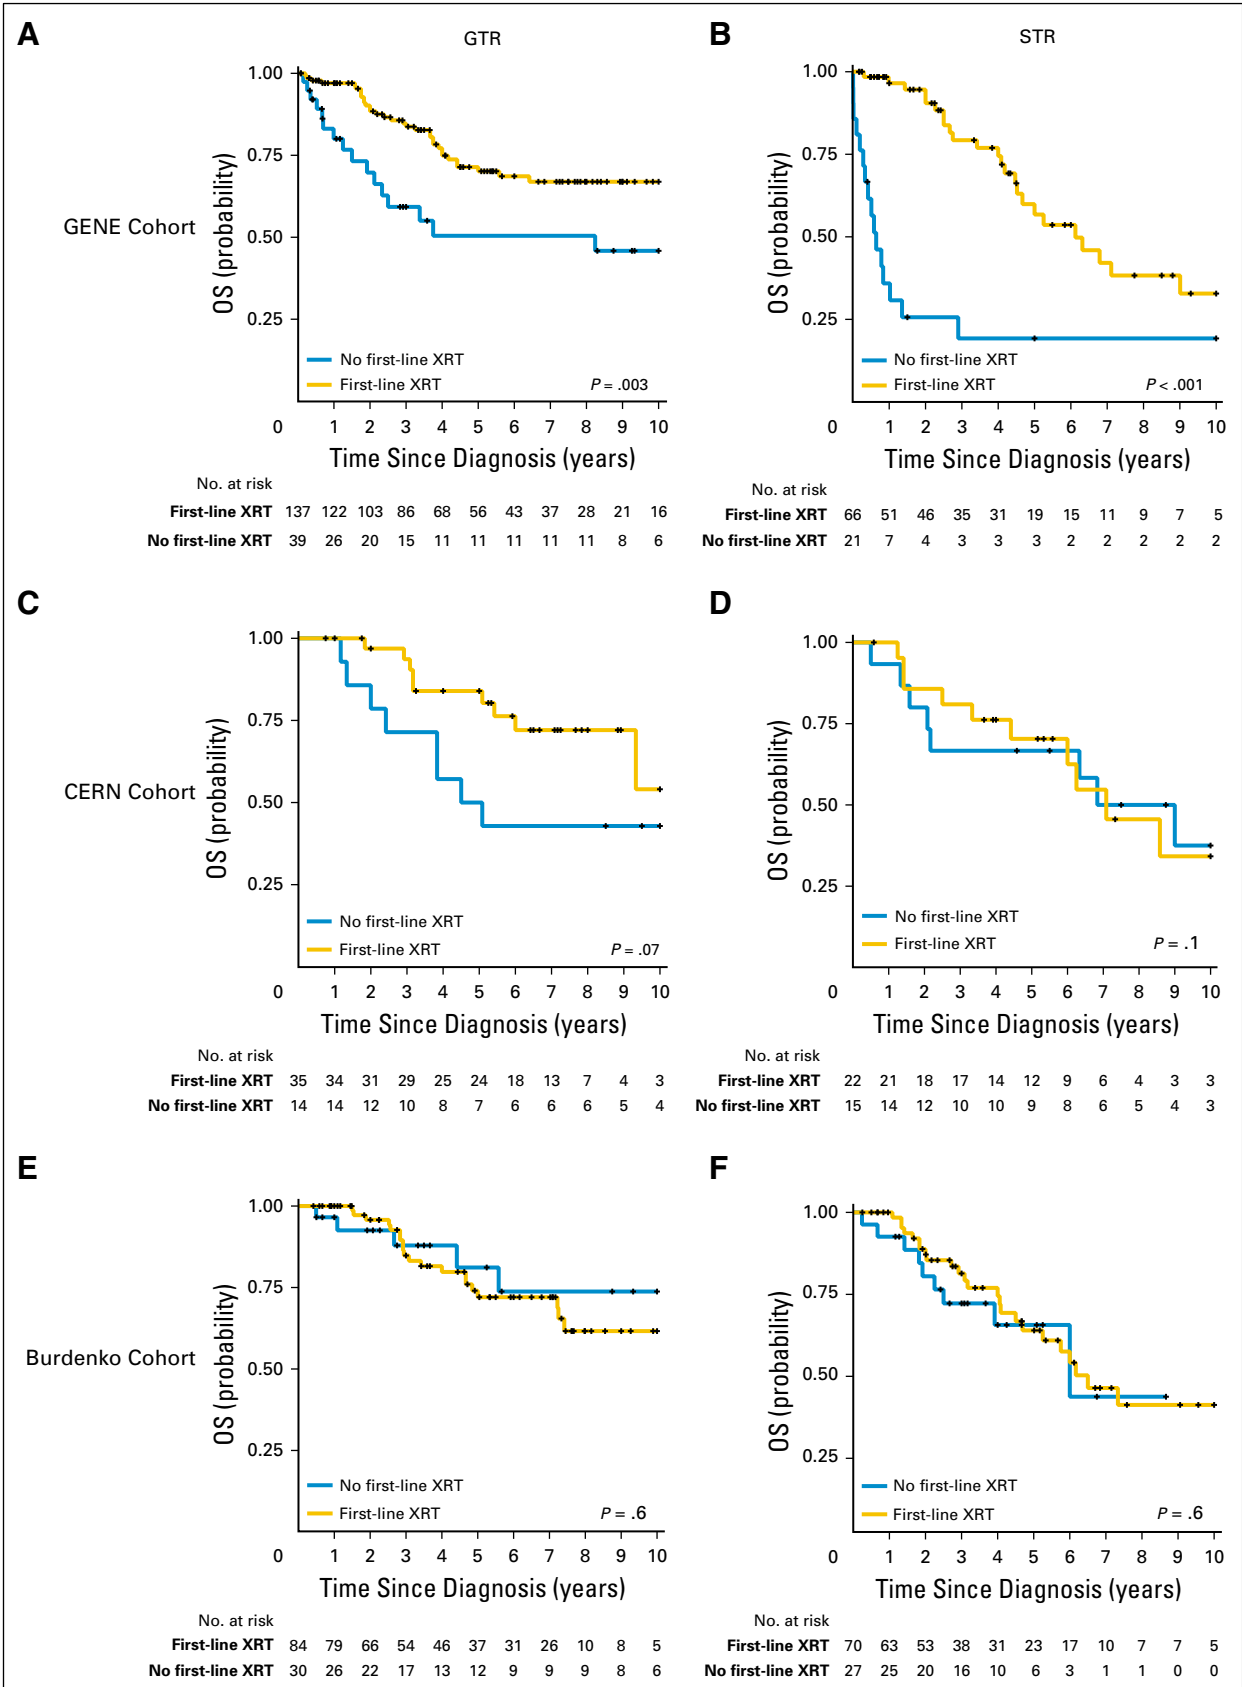 A
GTR
GENE Cohort
OS (probability)
1.00
0.75
0.50
0.25
No first-line XRT
First-line XRT
P = .003
0 1 2 3 4 5 6 7 8 9 10
Time Since Diagnosis (years)
No. at risk
First-line XRT 137 122 103 86 68 56 43 37 28 21 16
No first-line XRT 39 26 20 15 11 11 11 11 11 8 6
B
STR
OS (probability)
1.00
0.75
0.50
0.25
No first-line XRT
First-line XRT
P < .001
0 1 2 3 4 5 6 7 8 9 10
Time Since Diagnosis (years)
No. at risk
First-line XRT 66 51 46 35 31 19 15 11 9 7 5
No first-line XRT 21 7 4 3 3 3 2 2 2 2 2
C
CERN Cohort
OS (probability)
1.00
0.75
0.50
0.25
No first-line XRT
First-line XRT
P = .07
0 1 2 3 4 5 6 7 8 9 10
Time Since Diagnosis (years)
No. at risk
First-line XRT 35 34 31 29 25 24 18 13 7 4 3
No first-line XRT 14 14 12 10 8 7 6 6 6 5 4
D
OS (probability)
1.00
0.75
0.50
0.25
No first-line XRT
First-line XRT
P = .1
0 1 2 3 4 5 6 7 8 9 10
Time Since Diagnosis (years)
No. at risk
First-line XRT 22 21 18 17 14 12 9 6 4 3 3
No first-line XRT 15 14 12 10 10 9 8 6 5 4 3
E
Burdenko Cohort
OS (probability)
1.00
0.75
0.50
0.25
No first-line XRT
First-line XRT
P = .6
0 1 2 3 4 5 6 7 8 9 10
Time Since Diagnosis (years)
No. at risk
First-line XRT 84 79 66 54 46 37 31 26 10 8 5
No first-line XRT 30 26 22 17 13 12 9 9 9 8 6
F
OS (probability)
1.00
0.75
0.50
0.25
No first-line XRT
First-line XRT
P = .6
0 1 2 3 4 5 6 7 8 9 10
Time Since Diagnosis (years)
No. at risk
First-line XRT 70 63 53 38 31 23 17 10 7 7 5
No first-line XRT 27 25 20 16 10 6 3 1 1 0 0